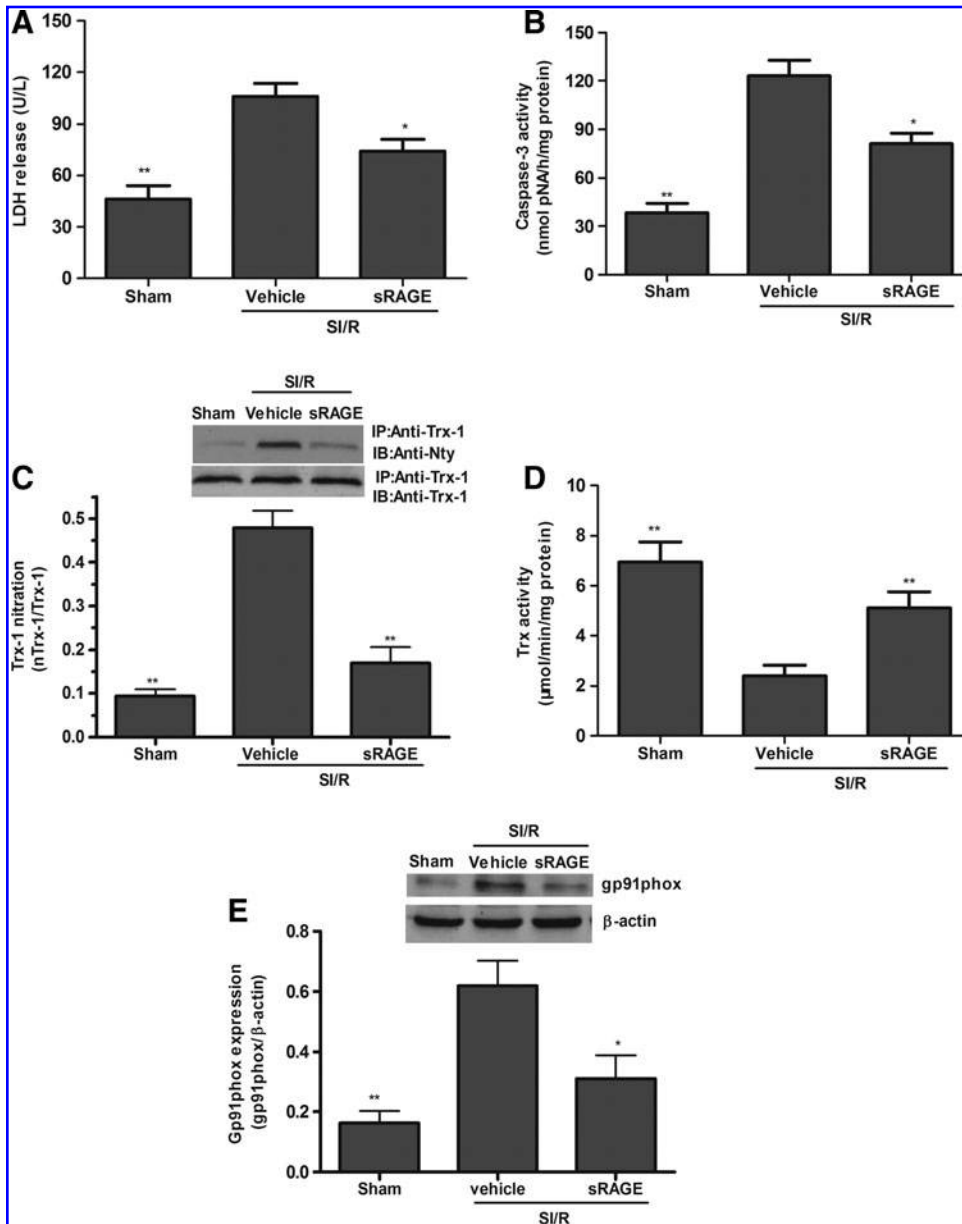 A
LDH release (U/L)
150
120
90
60
30
0
**
*
Sham
Vehicle
sRAGE
SI/R
B
Caspase-3 activity
(nmol pNA/h/mg protein)
150
120
90
60
30
0
**
*
Sham
Vehicle
sRAGE
SI/R
SI/R
Sham Vehicle sRAGE
IP:Anti-Trx-1
IB:Anti-Nty
IP:Anti-Trx-1
IB:Anti-Trx-1
C
Trx-1 nitration
(nTrx-1/Trx-1)
0.5
0.4
0.2
0.1
0.0
**
**
Sham
Vehicle
sRAGE
SI/R
D
Trx activity
(µmol/min/mg protein)
10
8
6
4
2
0
**
**
Sham
Vehicle
sRAGE
SI/R
SI/R
Sham Vehicle sRAGE
gp91phox
β-actin
E
Gp91phox expression
(gp91phox/β-actin)
0.8
0.6
0.4
0.2
0.0
**
*
Sham
vehicle
sRAGE
SI/R